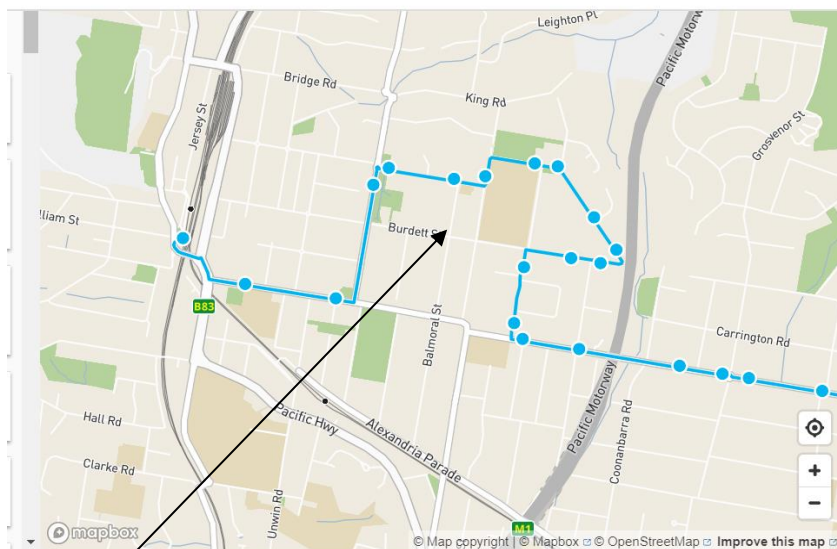 Leighton Pl
Pacific Motorway
Bridge Rd
King Rd
Jersey St
Grosvenor St
lliam St
Burdett S
B83
Balmoral St
Carrington Rd
Pacific Motorway
Hall Rd
Pacific Hwy
Alexandria Parade
Coonanbarra Rd
Clarke Rd
Unwin Rd
+
−
M1
mapbox
© Map copyright | © Mapbox © OpenStreetMap Improve this map